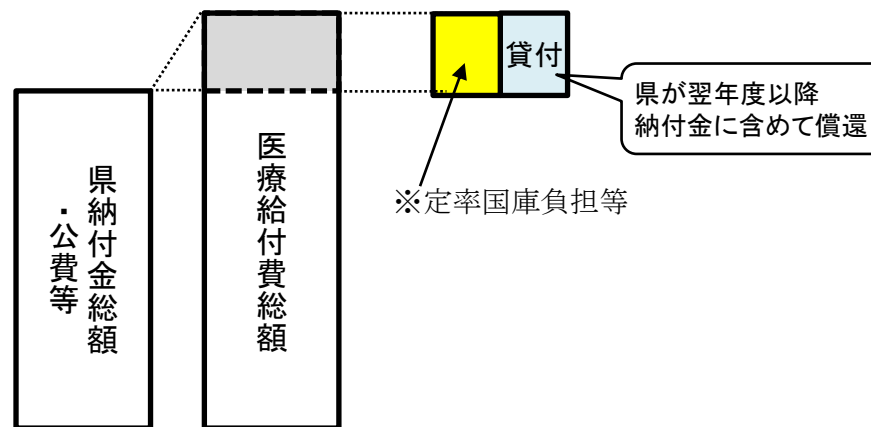 県納付金総額
・公費等
医療給付費総額
貸付
県が翌年度以降
納付金に含めて償還
※定率国庫負担等